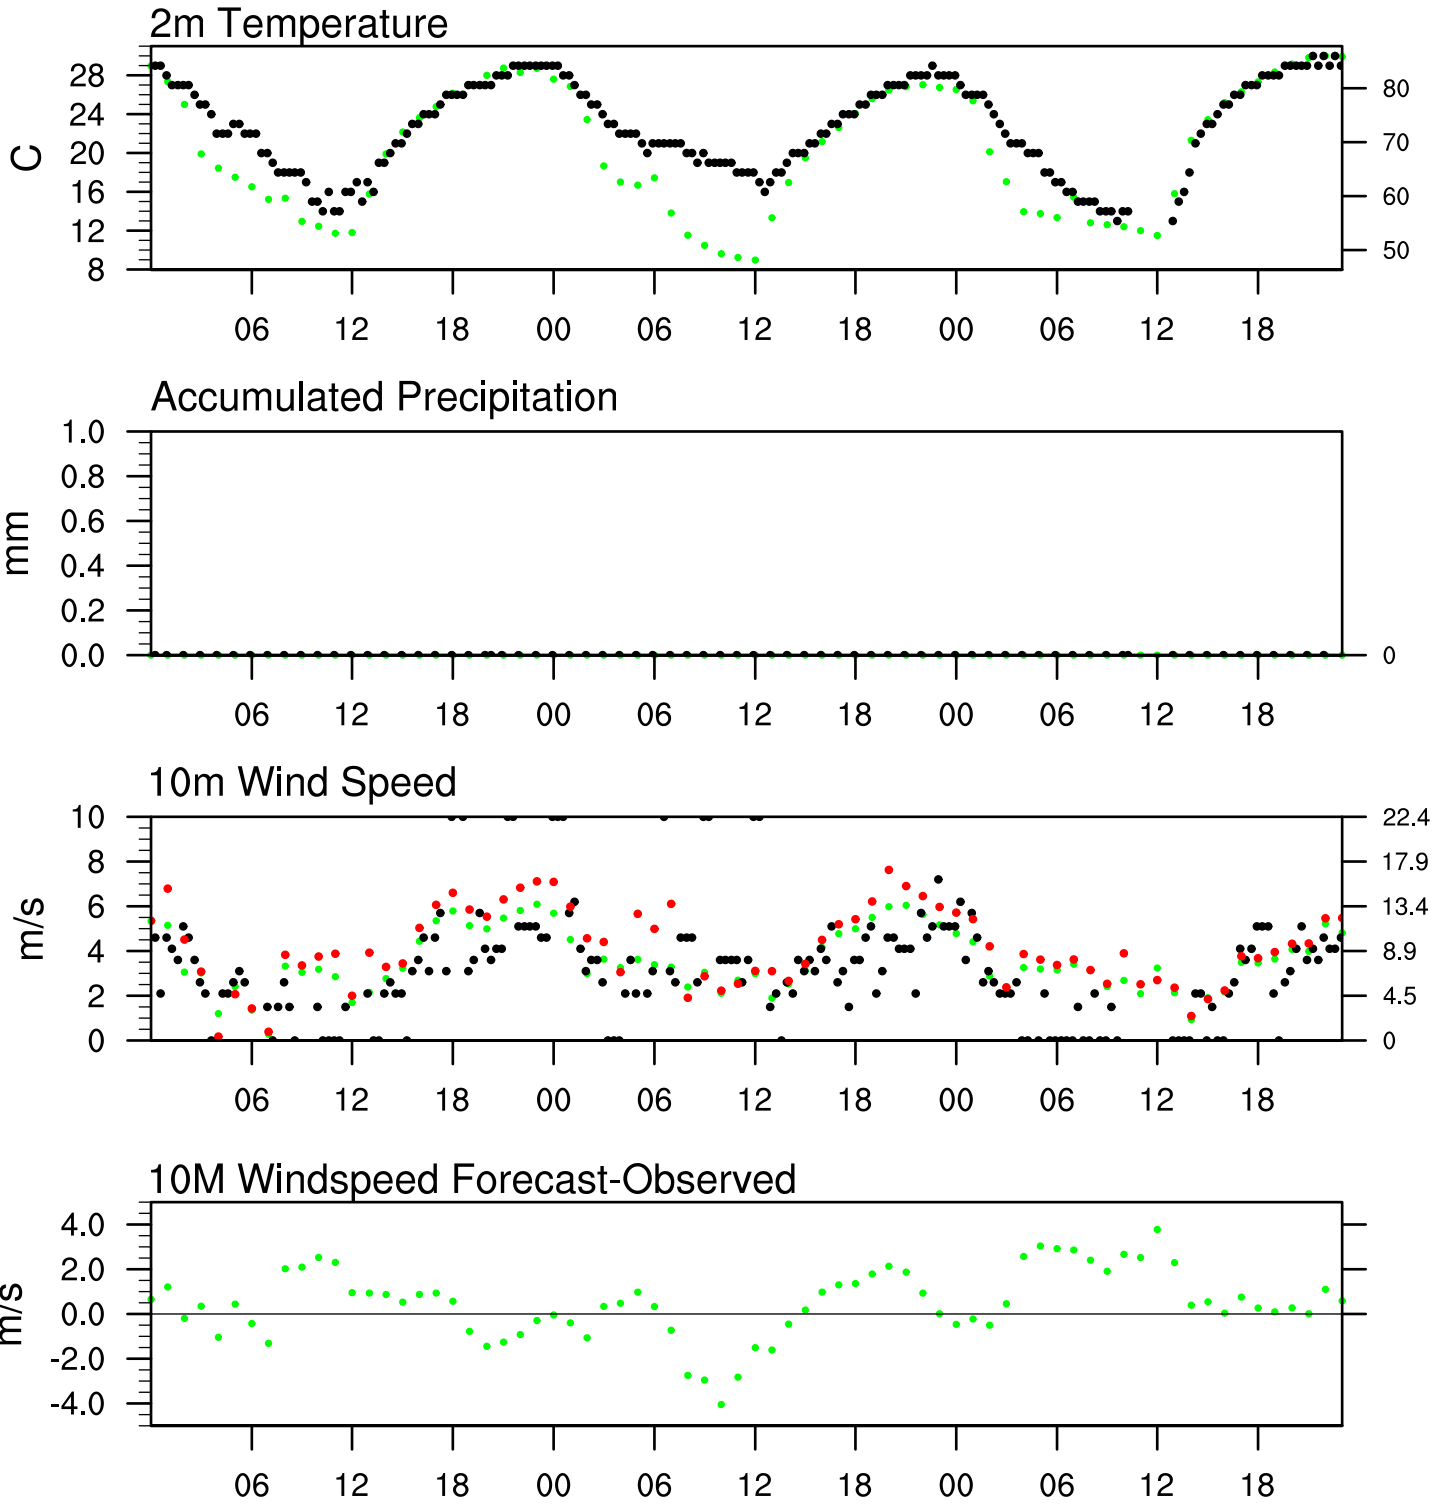 2m Temperature
C
28
24
20
16
12
8
80
70
60
50
06 12 18 00 06 12 18 00 06 12 18
Accumulated Precipitation
mm
1.0
0.8
0.6
0.4
0.2
0.0
0
06 12 18 00 06 12 18 00 06 12 18
10m Wind Speed
m/s
10
8
6
4
2
0
22.4
17.9
13.4
8.9
4.5
0
06 12 18 00 06 12 18 00 06 12 18
10M Windspeed Forecast-Observed
m/s
4.0
2.0
0.0
-2.0
-4.0
06 12 18 00 06 12 18 00 06 12 18